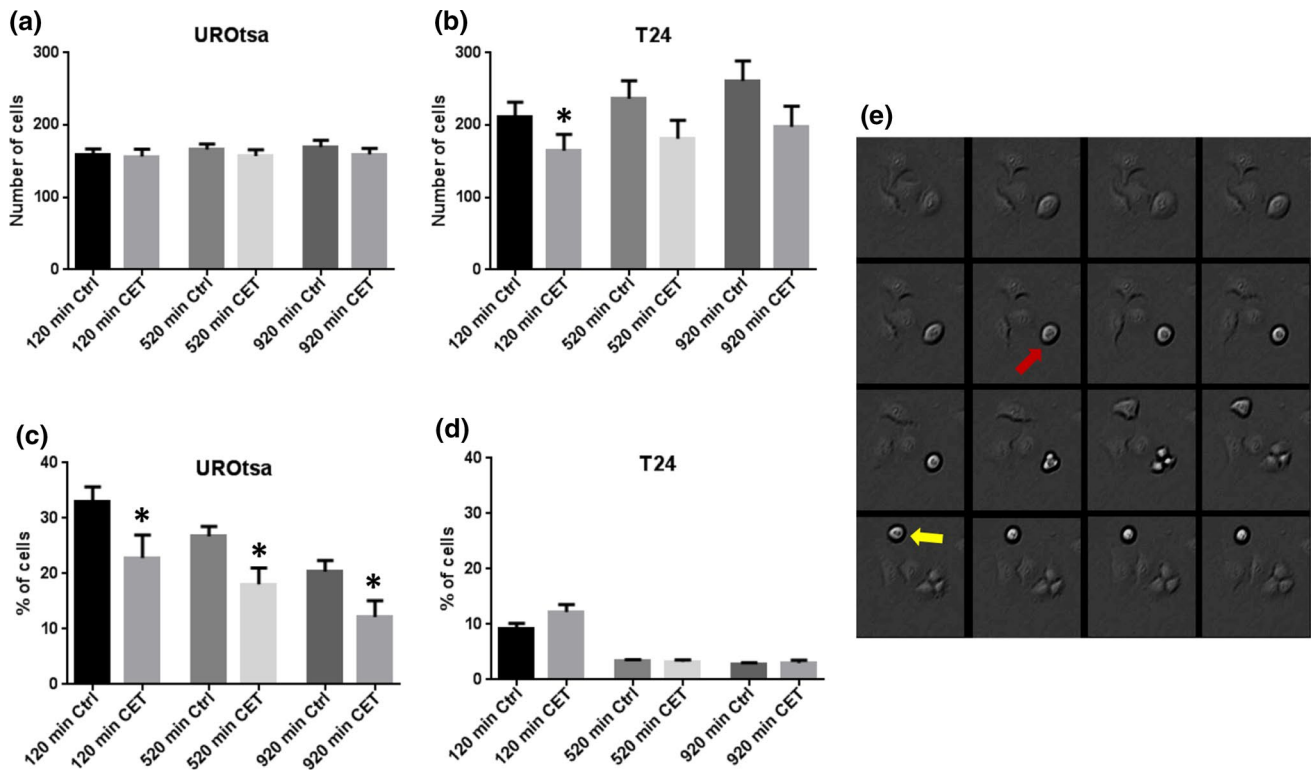 (a)
UROtsa
Number of cells
300
200
100
0
120 min Ctrl
120 min CET
520 min Ctrl
520 min CET
920 min Ctrl
920 min CET
(b)
T24
Number of cells
300
200
100
0
*
120 min Ctrl
120 min CET
520 min Ctrl
520 min CET
920 min Ctrl
920 min CET
(c)
UROtsa
% of cells
40
30
20
10
0
*
*
*
120 min Ctrl
120 min CET
520 min Ctrl
520 min CET
920 min Ctrl
920 min CET
(d)
T24
% of cells
40
30
20
10
0
120 min Ctrl
120 min CET
520 min Ctrl
520 min CET
920 min Ctrl
920 min CET
(e)